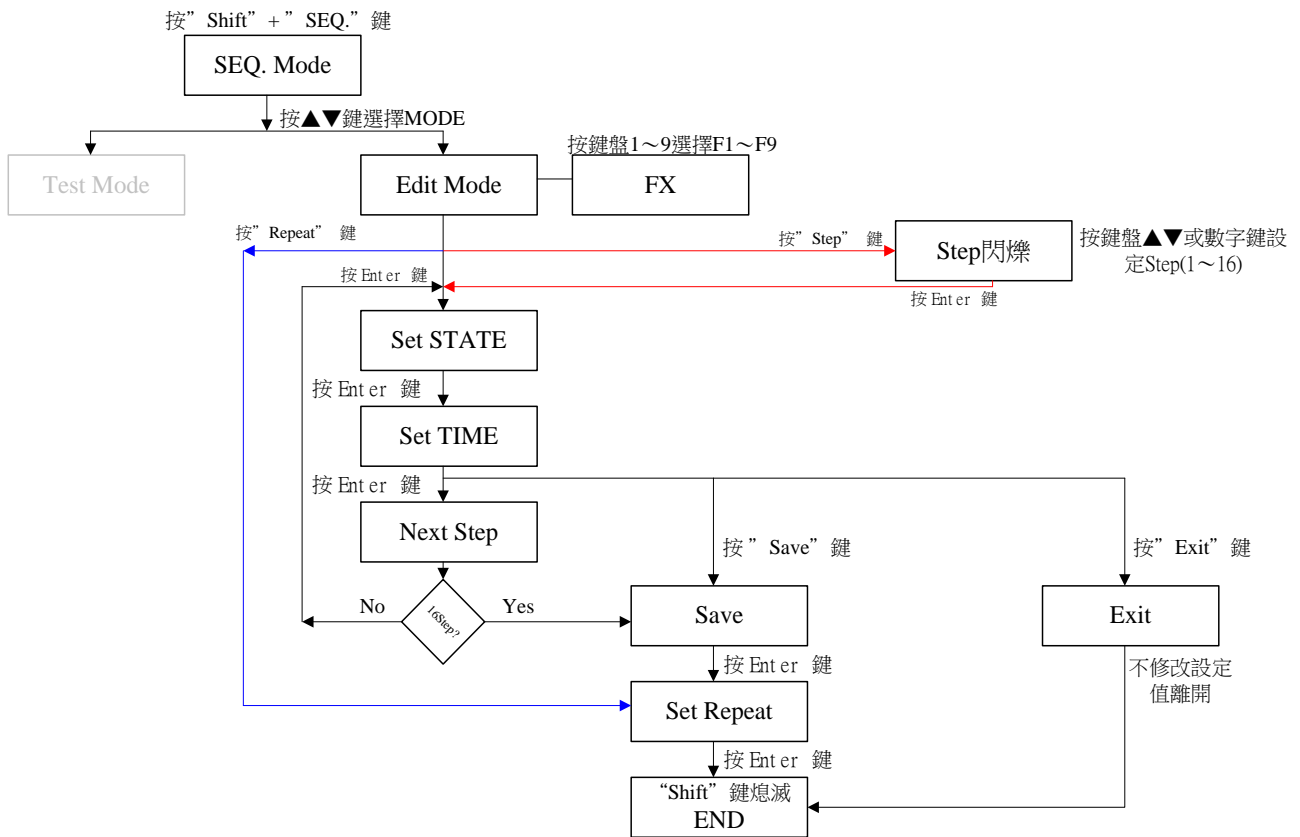 按”Shift”+”SEQ.”鍵
SEQ. Mode
按▲▼鍵選擇MODE
Test Mode
Edit Mode
按鍵盤1～9選擇F1～F9
FX
按”Repeat” 鍵
按”Step” 鍵
Step閃爍
按鍵盤▲▼或數字鍵設
定Step(1～16)
按Enter 鍵
按Enter 鍵
Set STATE
按Enter 鍵
Set TIME
按Enter 鍵
Next Step
按 ”Save”鍵
按”Exit”鍵
No
16Step?
Yes
Save
Exit
按Enter 鍵
不修改設定
值離開
Set Repeat
按Enter 鍵
“Shift”鍵熄滅
END